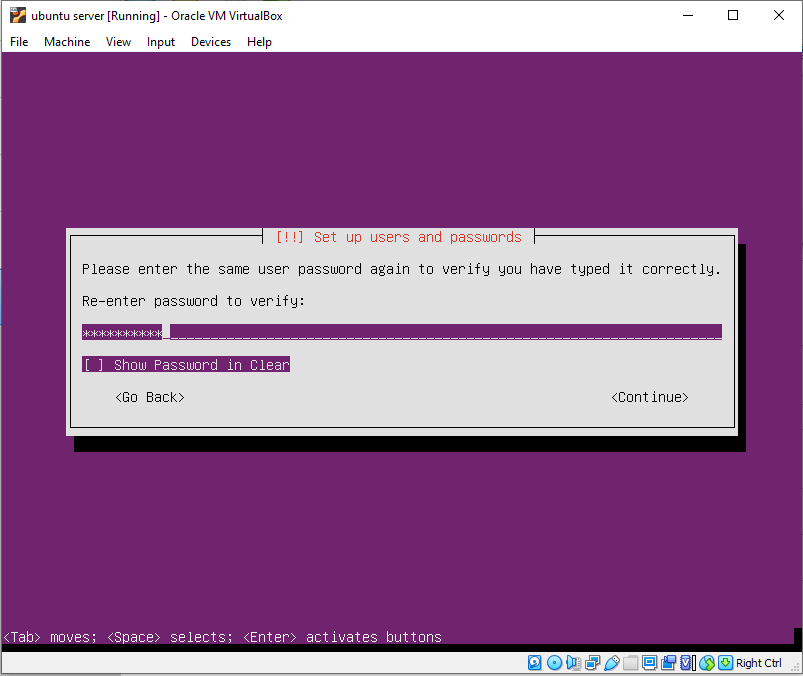 ubuntu server [Running] - Oracle VM VirtualBox
File Machine View Input Devices Help
[!!] Set up users and passwords
Please enter the same user password again to verify you have typed it correctly.
Re-enter password to verify:
**********
[ ] Show Password in Clear
<Go Back> <Continue>
<Tab> moves; <Space> selects; <Enter> activates buttons
Right Ctrl